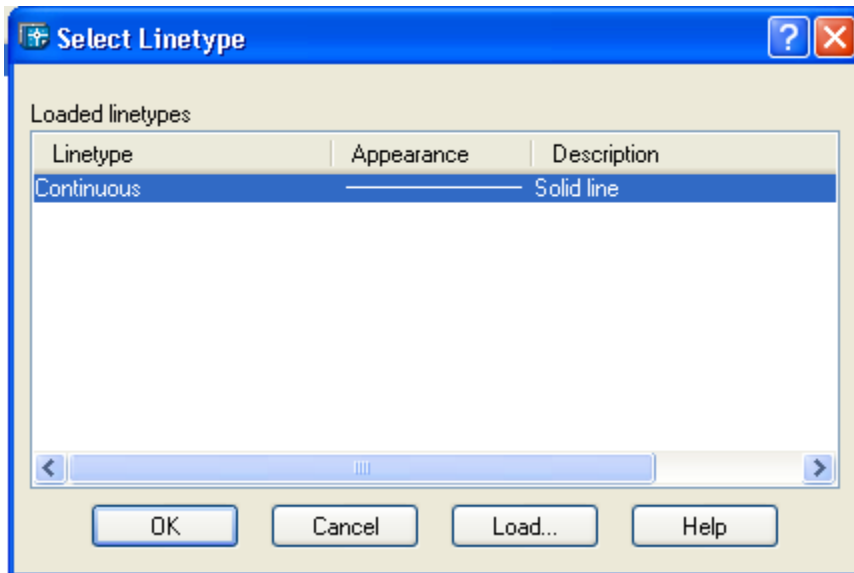 Select Linetype
Loaded linetypes
Linetype Appearance Description
Continuous Solid line
OK Cancel Load... Help